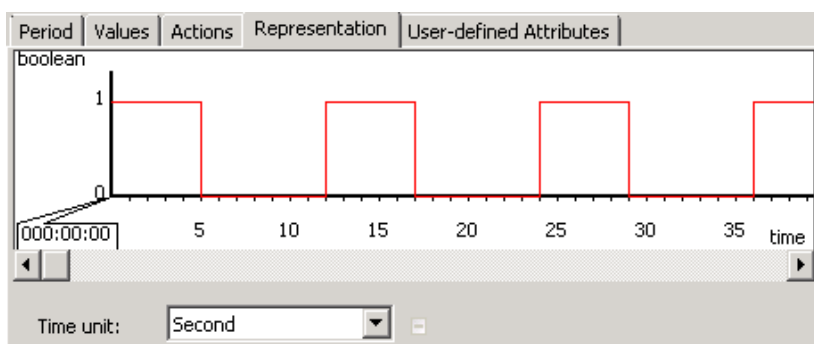 Period Values Actions Representation User-defined Attributes
boolean
1
0
000:00:00 5 10 15 20 25 30 35 time
Time unit: Second